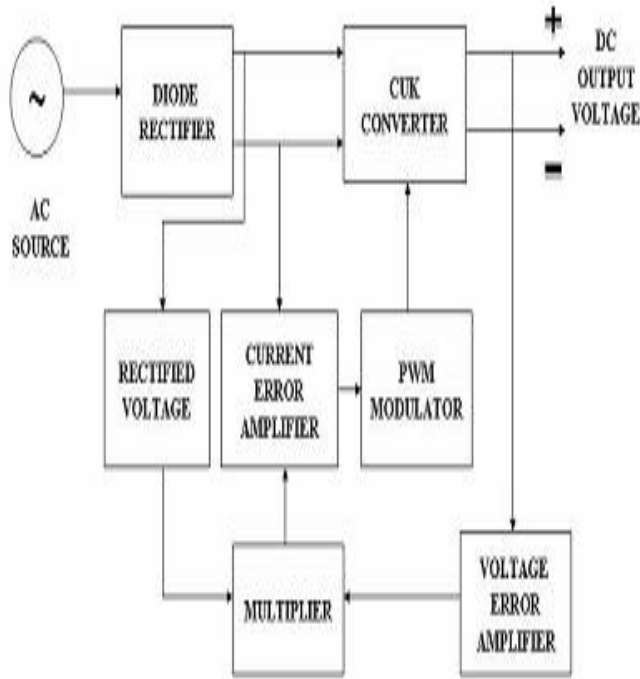 DIODE
RECTIFIER
CUK
CONVERTER
+
DC
OUTPUT
VOLTAGE
~
AC
SOURCE
RECTIFIED
VOLTAGE
CURRENT
ERROR
AMPLIFIER
PWM
MODULATOR
MULTIPLIER
VOLTAGE
ERROR
AMPLIFIER